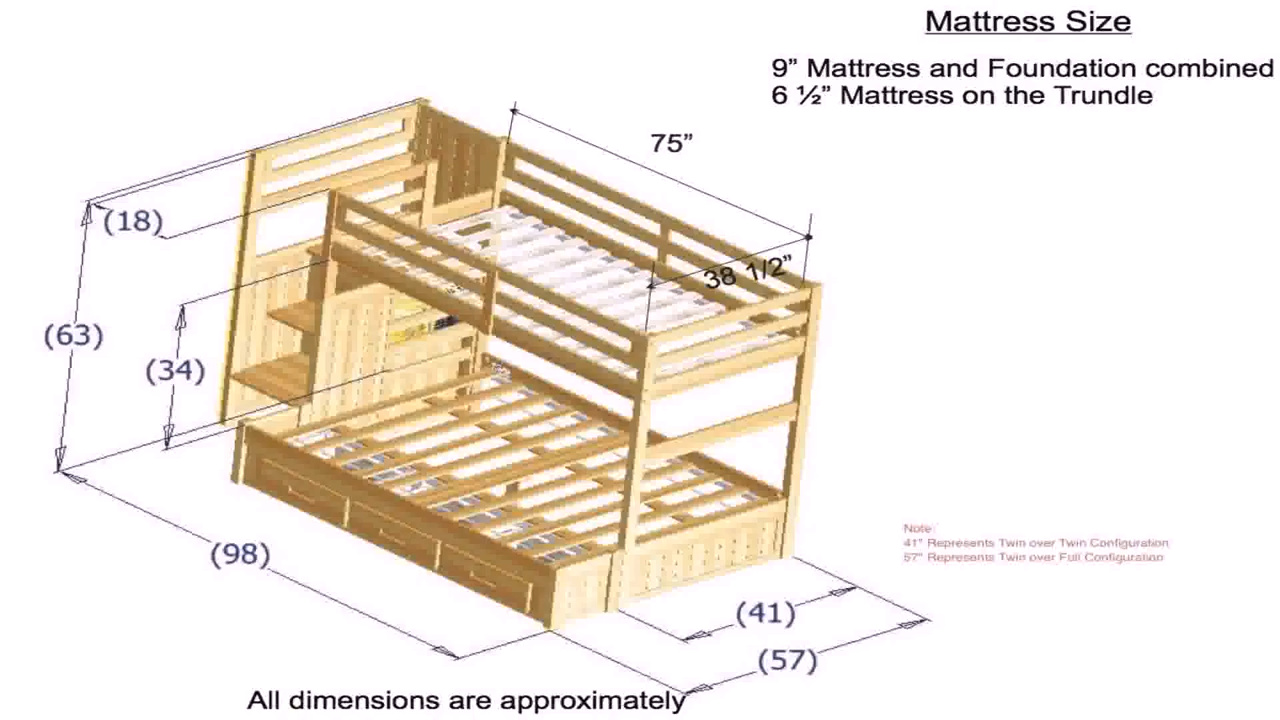 Mattress Size
9” Mattress and Foundation combined
6 ½” Mattress on the Trundle
75”
(18)
38 1/2”
(63)
(34)
Note:
41" Represents Twin over Twin Configuration
57" Represents Twin over Full Configuration
(98)
(41)
(57)
All dimensions are approximately